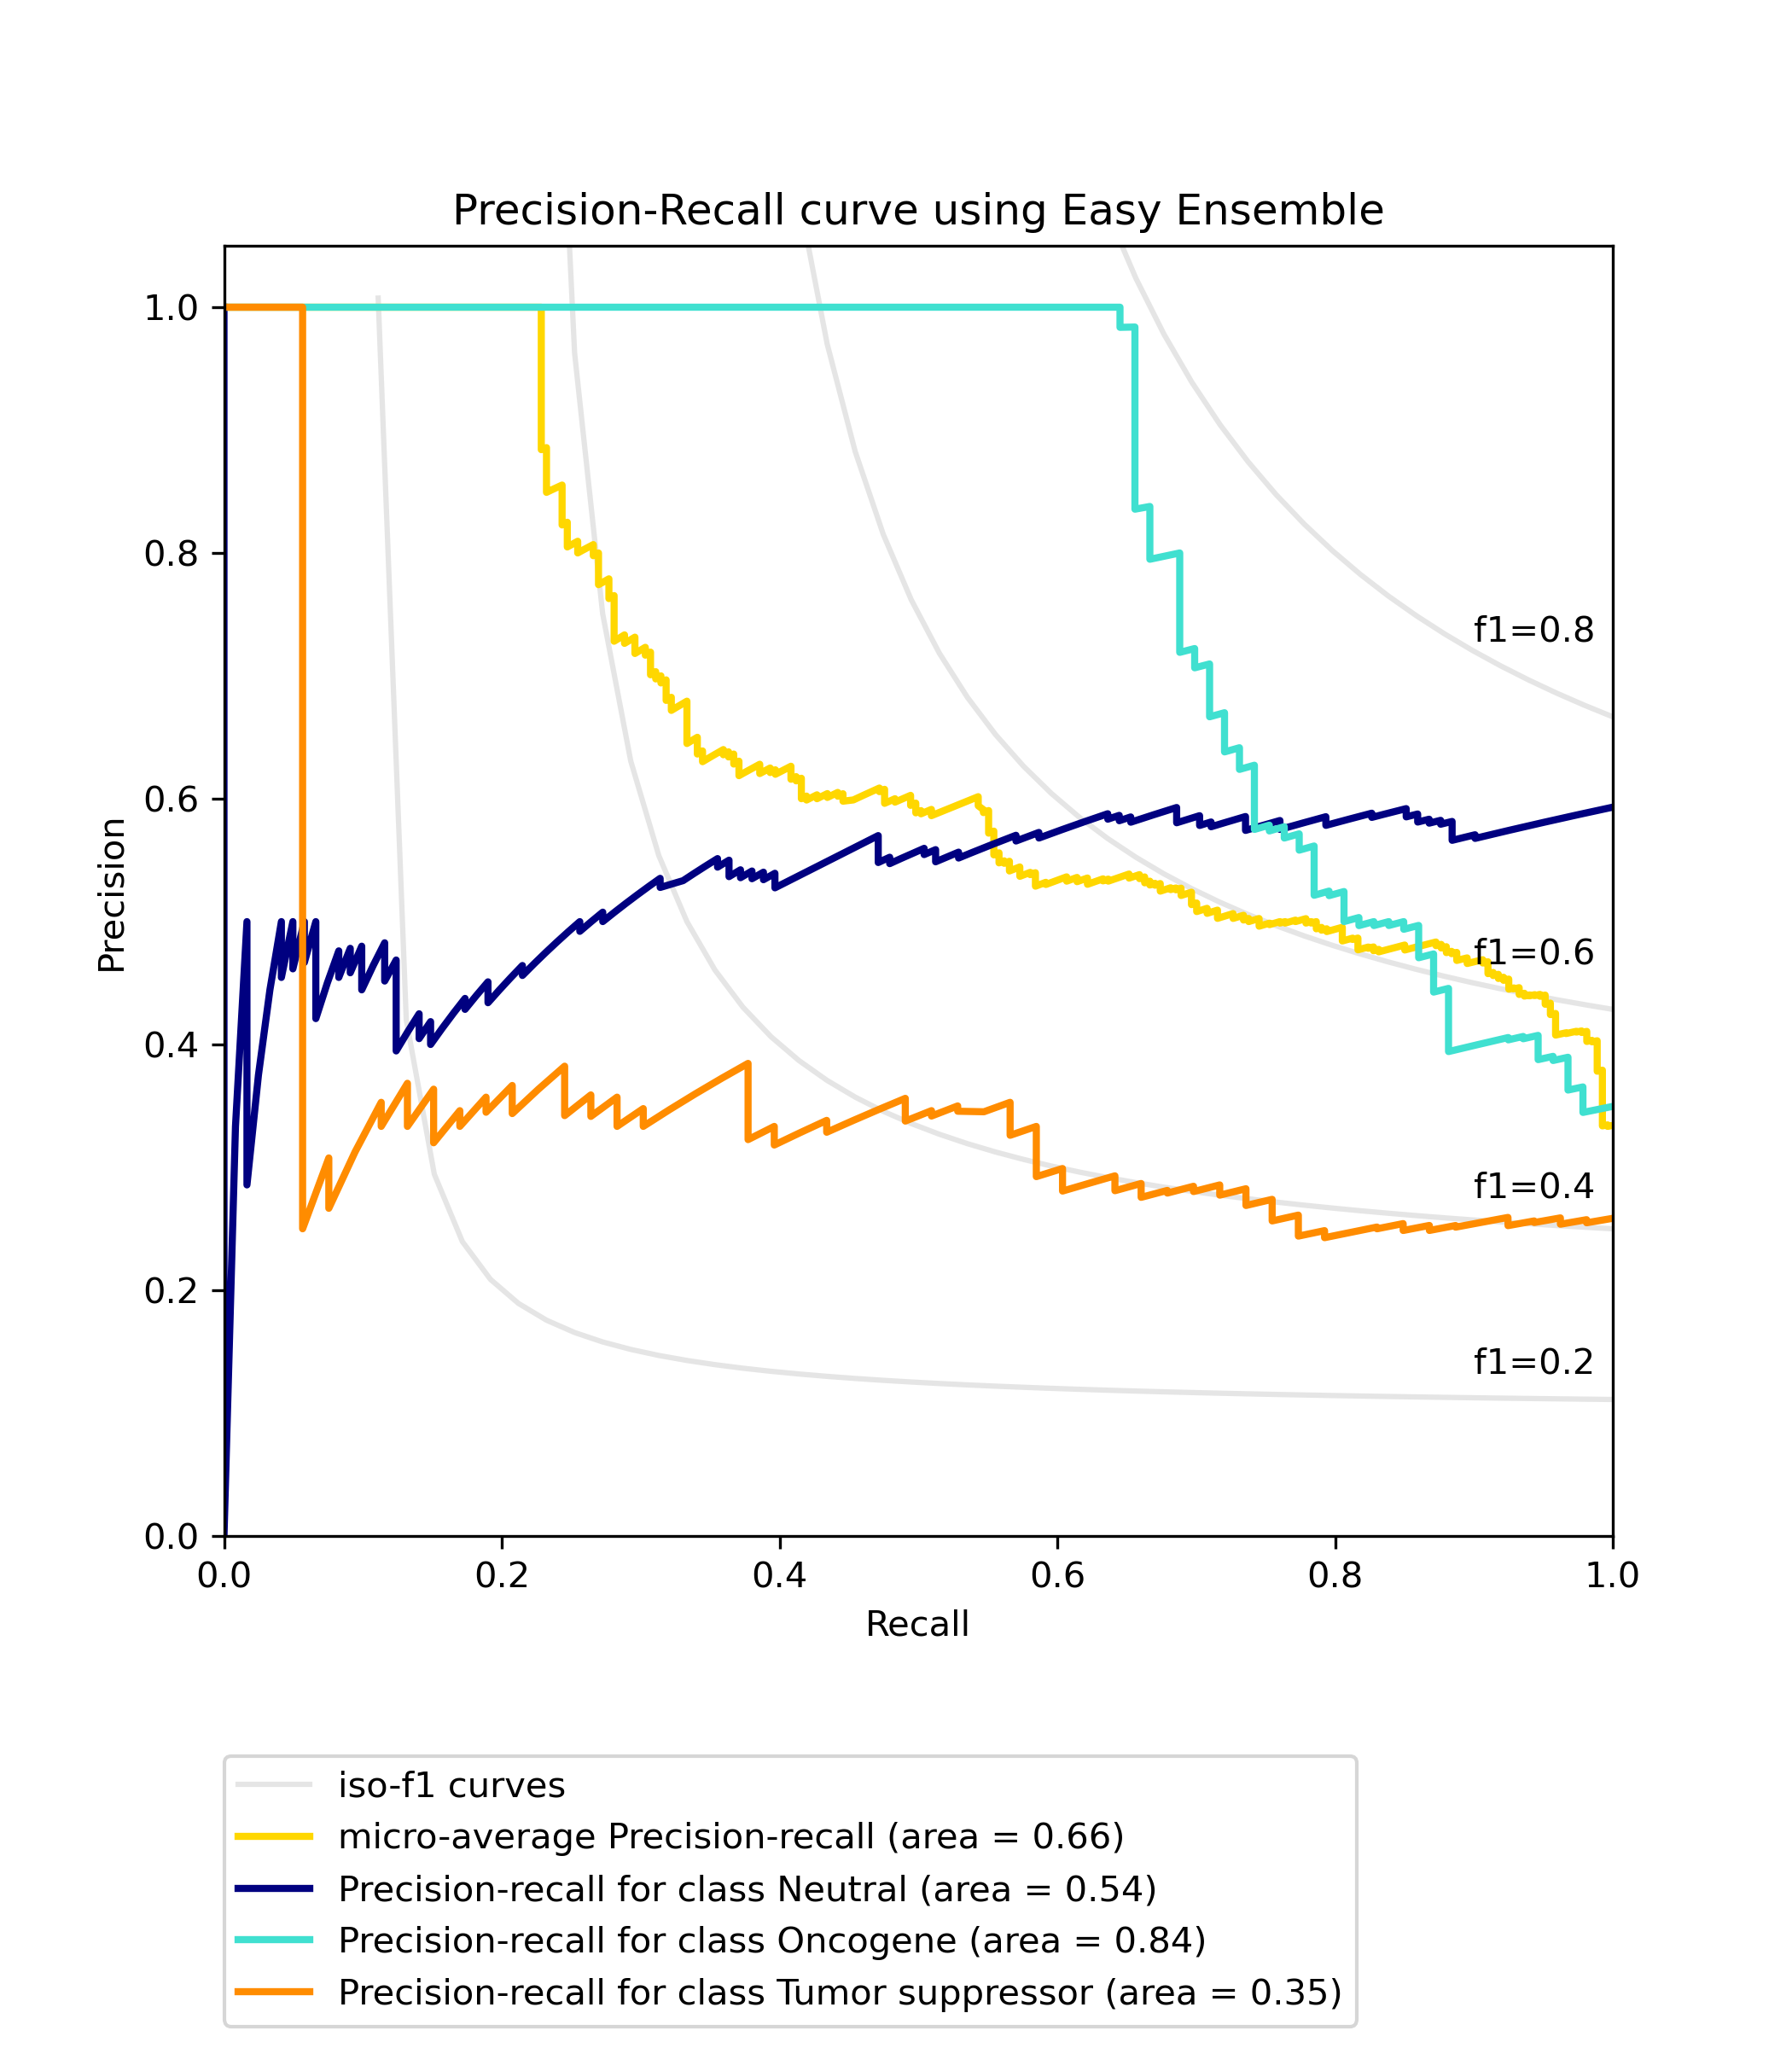 Precision-Recall curve using Easy Ensemble
1.0
0.8
0.6
0.4
0.2
0.0
Precision
f1=0.8
f1=0.6
f1=0.4
f1=0.2
0.0 0.2 0.4 0.6 0.8 1.0
Recall
iso-f1 curves
micro-average Precision-recall (area = 0.66)
Precision-recall for class Neutral (area = 0.54)
Precision-recall for class Oncogene (area = 0.84)
Precision-recall for class Tumor suppressor (area = 0.35)